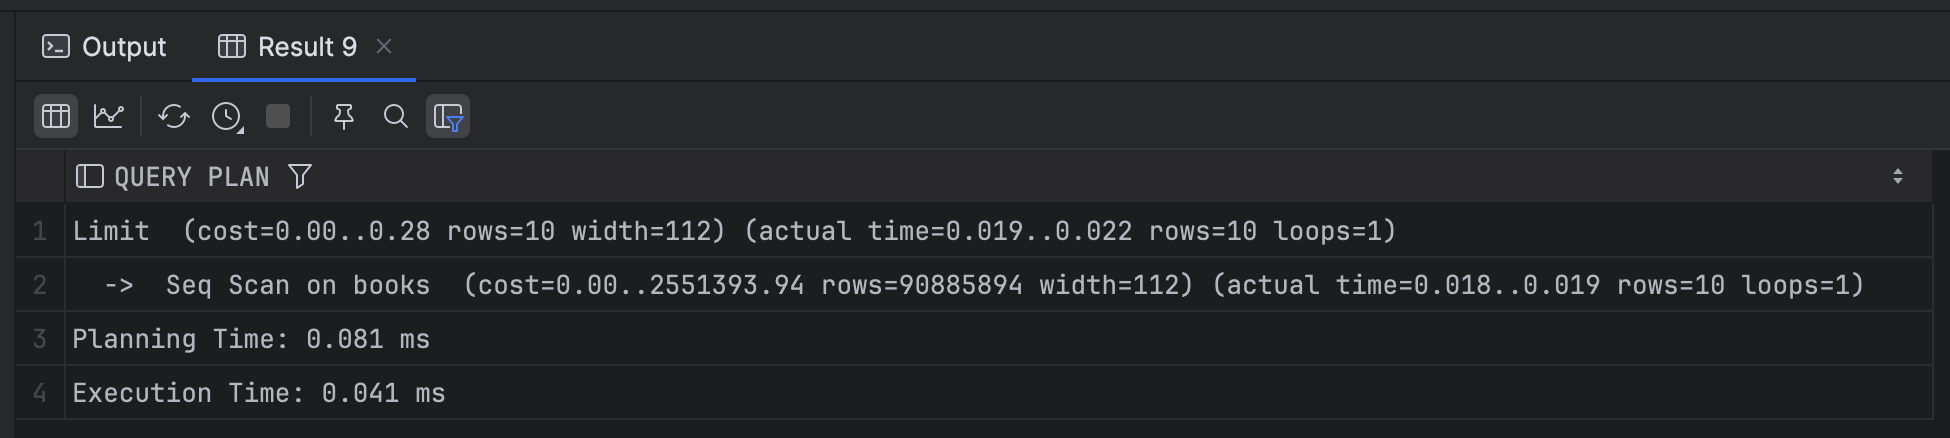 Output Result 9
QUERY PLAN
1 Limit  (cost=0.00..0.28 rows=10 width=112) (actual time=0.019..0.022 rows=10 loops=1)
2   ->  Seq Scan on books  (cost=0.00..2551393.94 rows=90885894 width=112) (actual time=0.018..0.019 rows=10 loops=1)
3 Planning Time: 0.081 ms
4 Execution Time: 0.041 ms